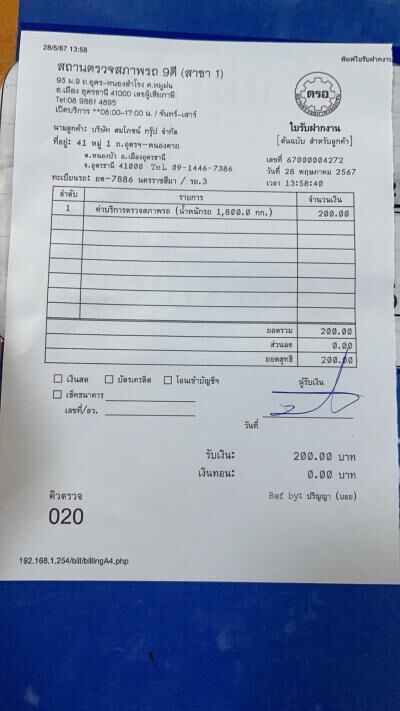 28/5/67 13:58
พิมพ์ใบรับฝากงาน
สถานตรวจสภาพรถ 9ดี (สาขา 1)
93 ม.9 ถ.อุดร-หนองสำโรง ต.หมูม่น
อ.เมือง อุดรธานี 41000 เลขผู้เสียภาษี:
Tel:08 9861 4895
เปิดบริการ **08:00-17:00 น. / จันทร์-เสาร์
ตรอ
ใบรับฝากงาน
[ต้นฉบับ สำหรับลูกค้า]
นามลูกค้า: บริษัท สมโภชน์ กรุ๊ป จำกัด
ที่อยู่: 41 หมู่ 1 ถ.อุดรฯ-หนองคาย
ต.หนองบัว อ.เมืองอุดรธานี
จ.อุดรธานี 41000 Tel 09-1446-7386
เลขที่ 67000004272
วันที่ 28 พฤษภาคม 2567
เวลา 13:58:40
ทะเบียนรถ: ยต-7886 นครราชสีมา / รย.3
ลำดับ รายการ จำนวนเงิน
1 ค่าบริการตรวจสภาพรถ (น้ำหนักรถ 1,800.0 กก.) 200.00
ยอดรวม 200.00
ส่วนลด 0.00
ยอดสุทธิ 200.00
เงินสด บัตรเครดิต โอนเข้าบัญชีฯ
เช็คธนาคาร
เลขที่/ลว.
ผู้รับเงิน
วันที่
รับเงิน: 200.00 บาท
เงินทอน: 0.00 บาท
คิวตรวจ
020
Ref by: ปริญญา (บอย)
192.168.1.254/bill/billingA4.php